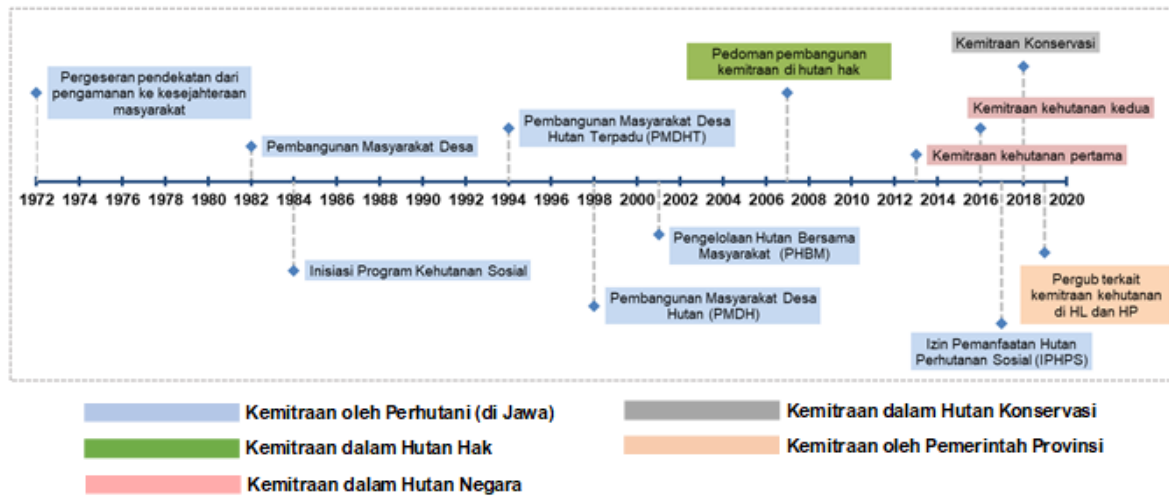 Pergeseran pendekatan dari
pengamanan ke kesejahteraan
masyarakat
Pembangunan Masyarakat Desa
Pembangunan Masyarakat Desa
Hutan Terpadu (PMDHT)
Pedoman pembangunan
kemitraan di hutan hak
Kemitraan Konservasi
Kemitraan kehutanan kedua
Kemitraan kehutanan pertama
1972 1974 1976 1978 1980 1982 1984 1986 1988 1990 1992 1994 1996 1998 2000 2002 2004 2006 2008 2010 2012 2014 2016 2018 2020
Inisiasi Program Kehutanan Sosial
Pembangunan Masyarakat Desa
Hutan (PMDH)
Pengelolaan Hutan Bersama
Masyarakat (PHBM)
Izin Pemanfaatan Hutan
Perhutanan Sosial (IPHPS)
Pergub terkait
kemitraan kehutanan
di HL dan HP
Kemitraan oleh Perhutani (di Jawa)
Kemitraan dalam Hutan Hak
Kemitraan dalam Hutan Negara
Kemitraan dalam Hutan Konservasi
Kemitraan oleh Pemerintah Provinsi